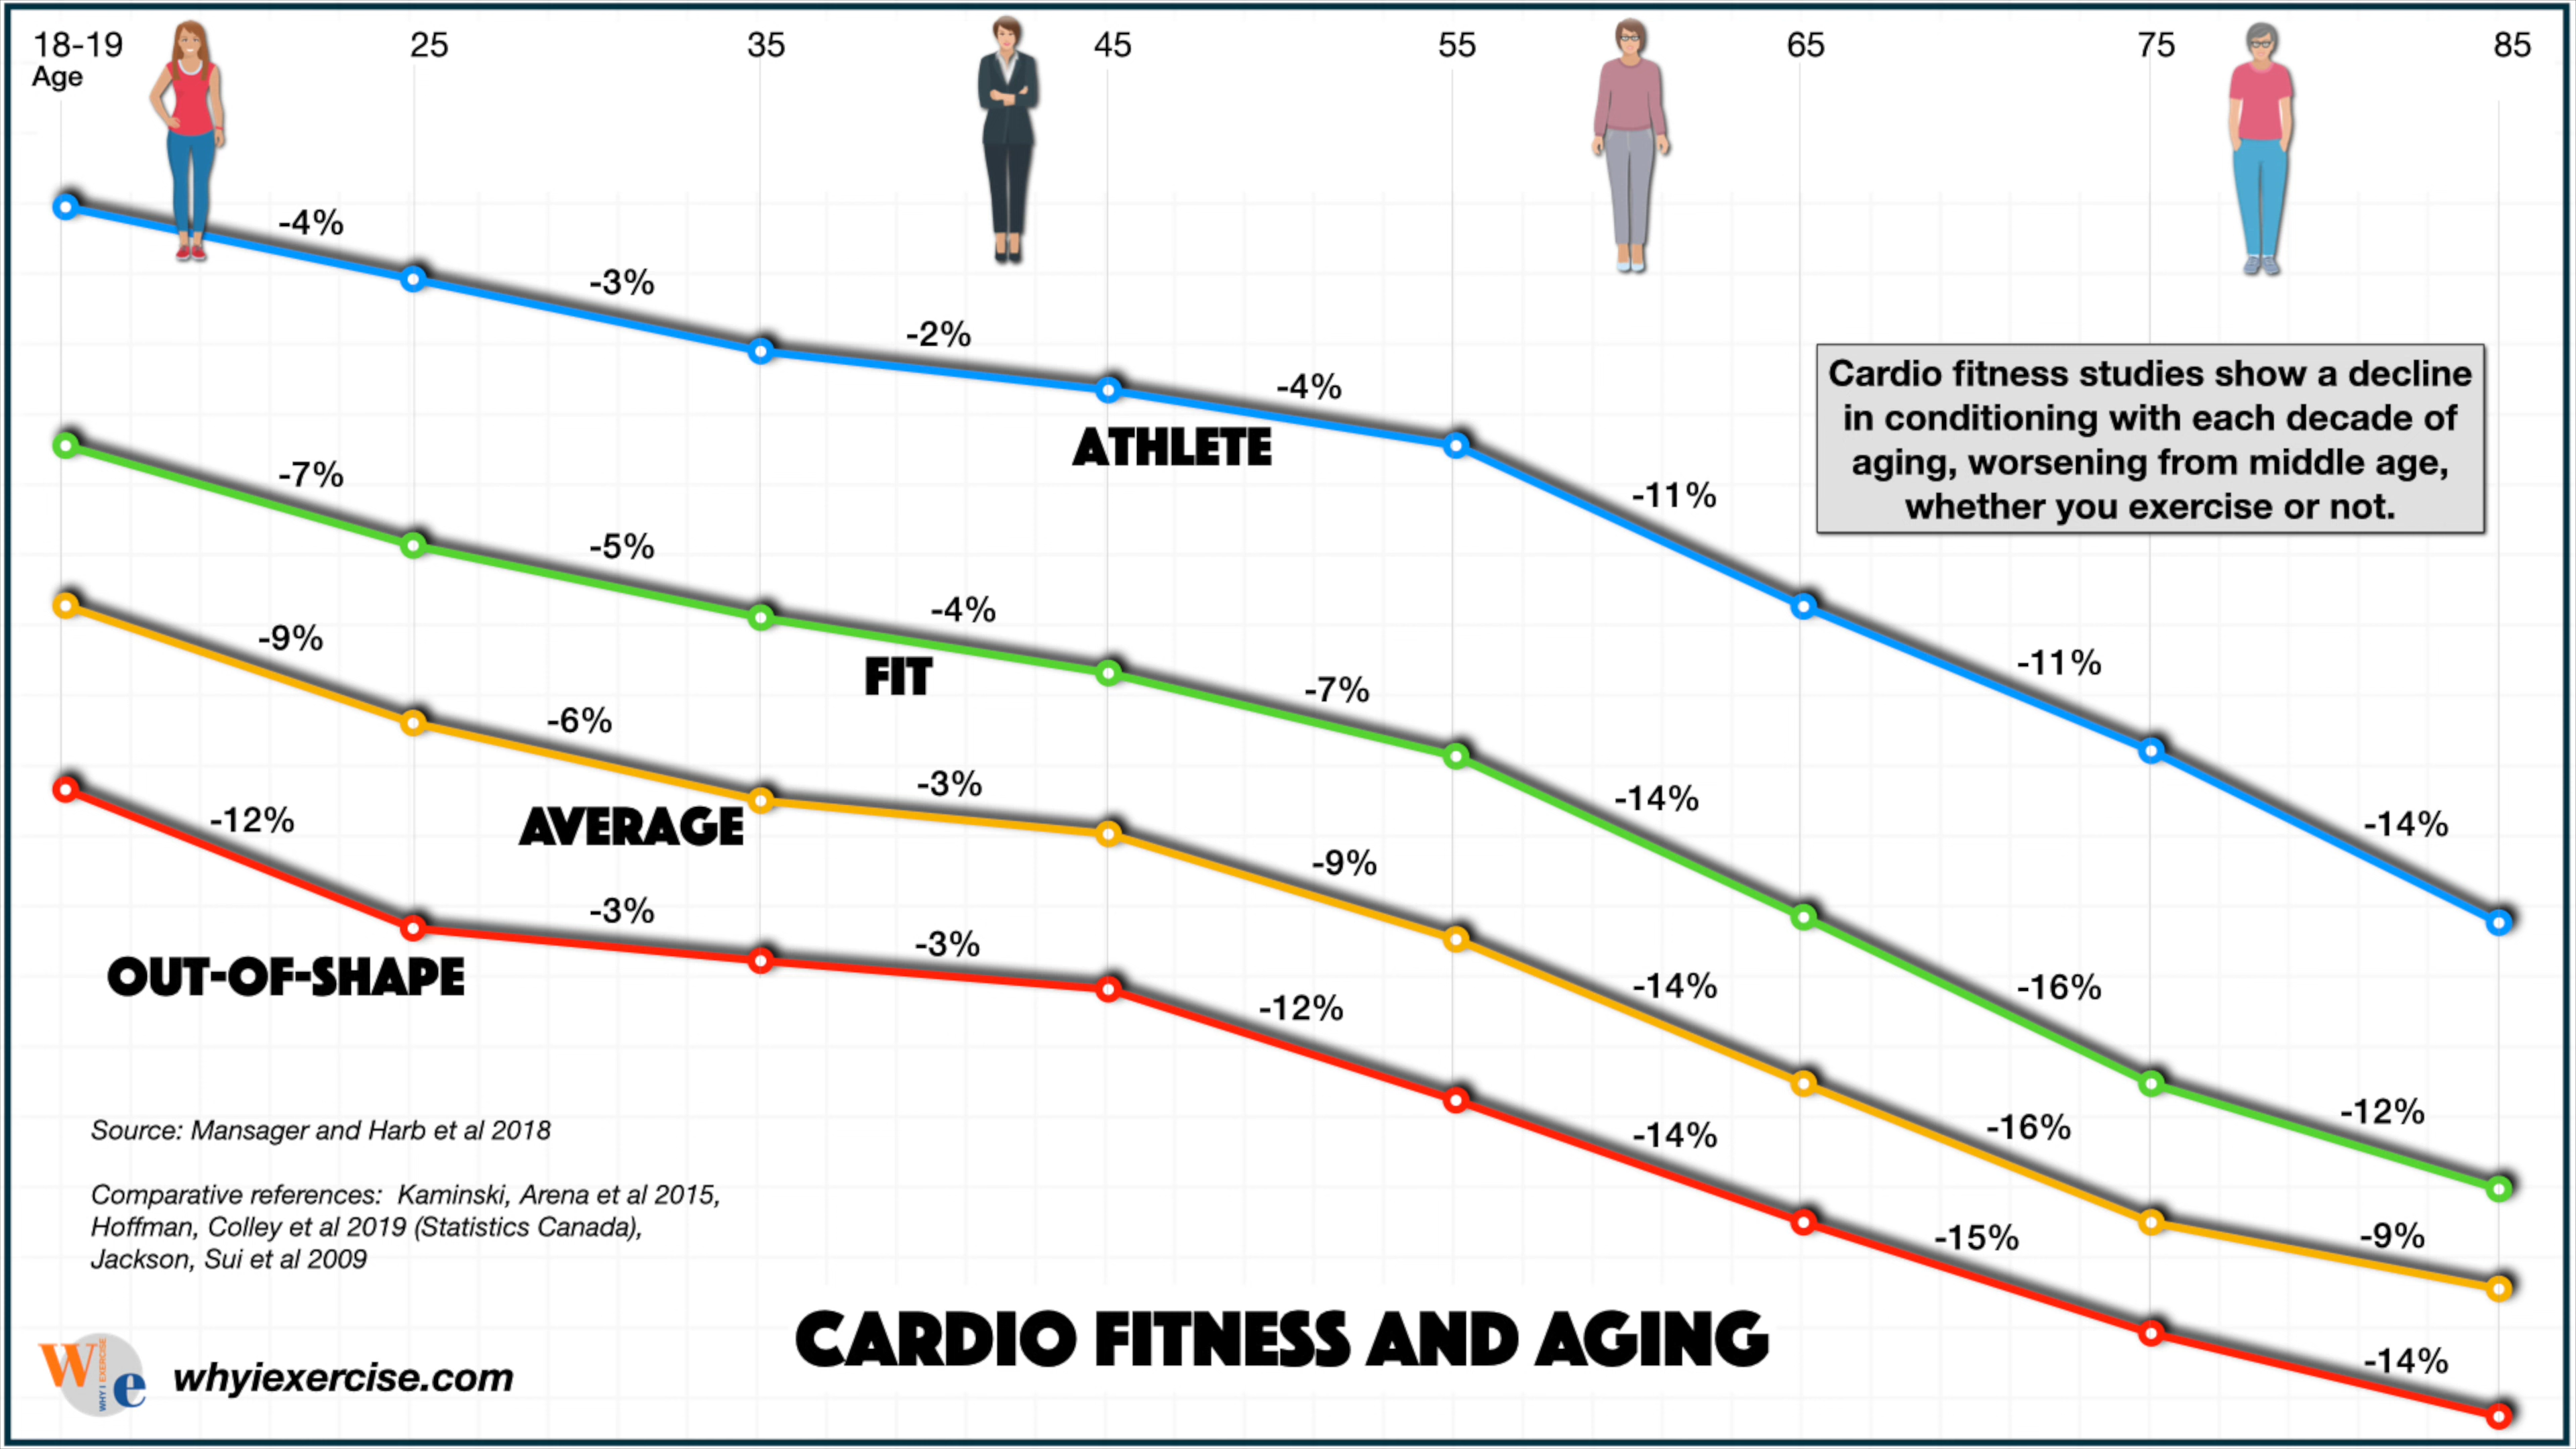 18-19 25 35 45 55 65 75 85
Age
-4%
-3%
-2%
-4%
ATHLETE
-11%
-11%
-14%
Cardio fitness studies show a decline
in conditioning with each decade of
aging, worsening from middle age,
whether you exercise or not.
-7%
-5%
-4%
FIT
-7%
-14%
-16%
-12%
-9%
-6%
AVERAGE
-3%
-9%
-14%
-16%
-9%
-12%
OUT-OF-SHAPE
-3%
-3%
-12%
-14%
-15%
-14%
Source: Mansager and Harb et al 2018
Comparative references: Kaminski, Arena et al 2015,
Hoffman, Colley et al 2019 (Statistics Canada),
Jackson, Sui et al 2009
CARDIO FITNESS AND AGING
W WHY I EXERCISE e
whyiexercise.com